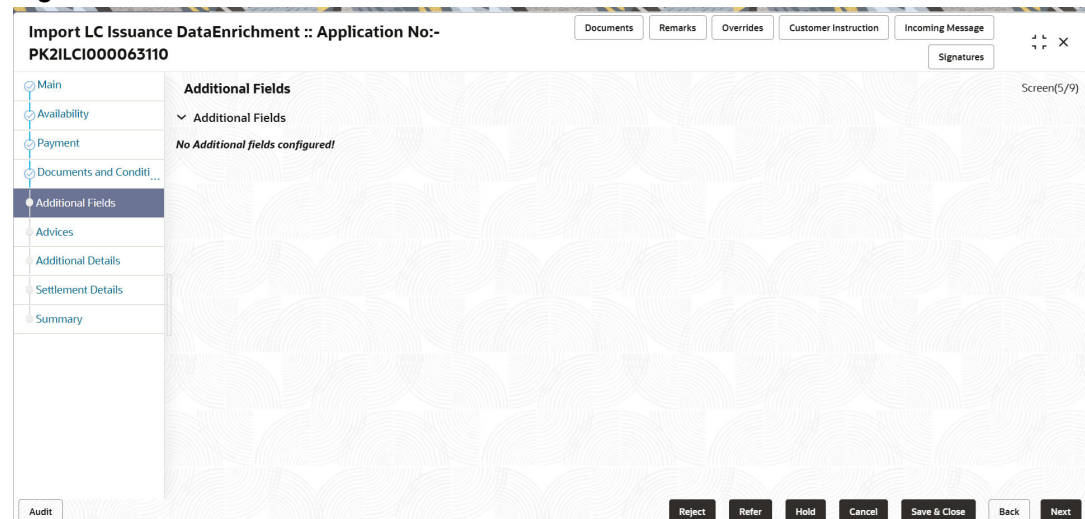 Import LC Issuance DataEnrichment :: Application No:-
PK2ILCI000063110
Documents
Remarks
Overrides
Customer Instruction
Incoming Message
Signatures
Main
Availability
Payment
Documents and Conditi...
Additional Fields
Advices
Additional Details
Settlement Details
Summary
Additional Fields
Screen(5/9)
Additional Fields
No Additional fields configured!
Audit
Reject
Refer
Hold
Cancel
Save & Close
Back
Next